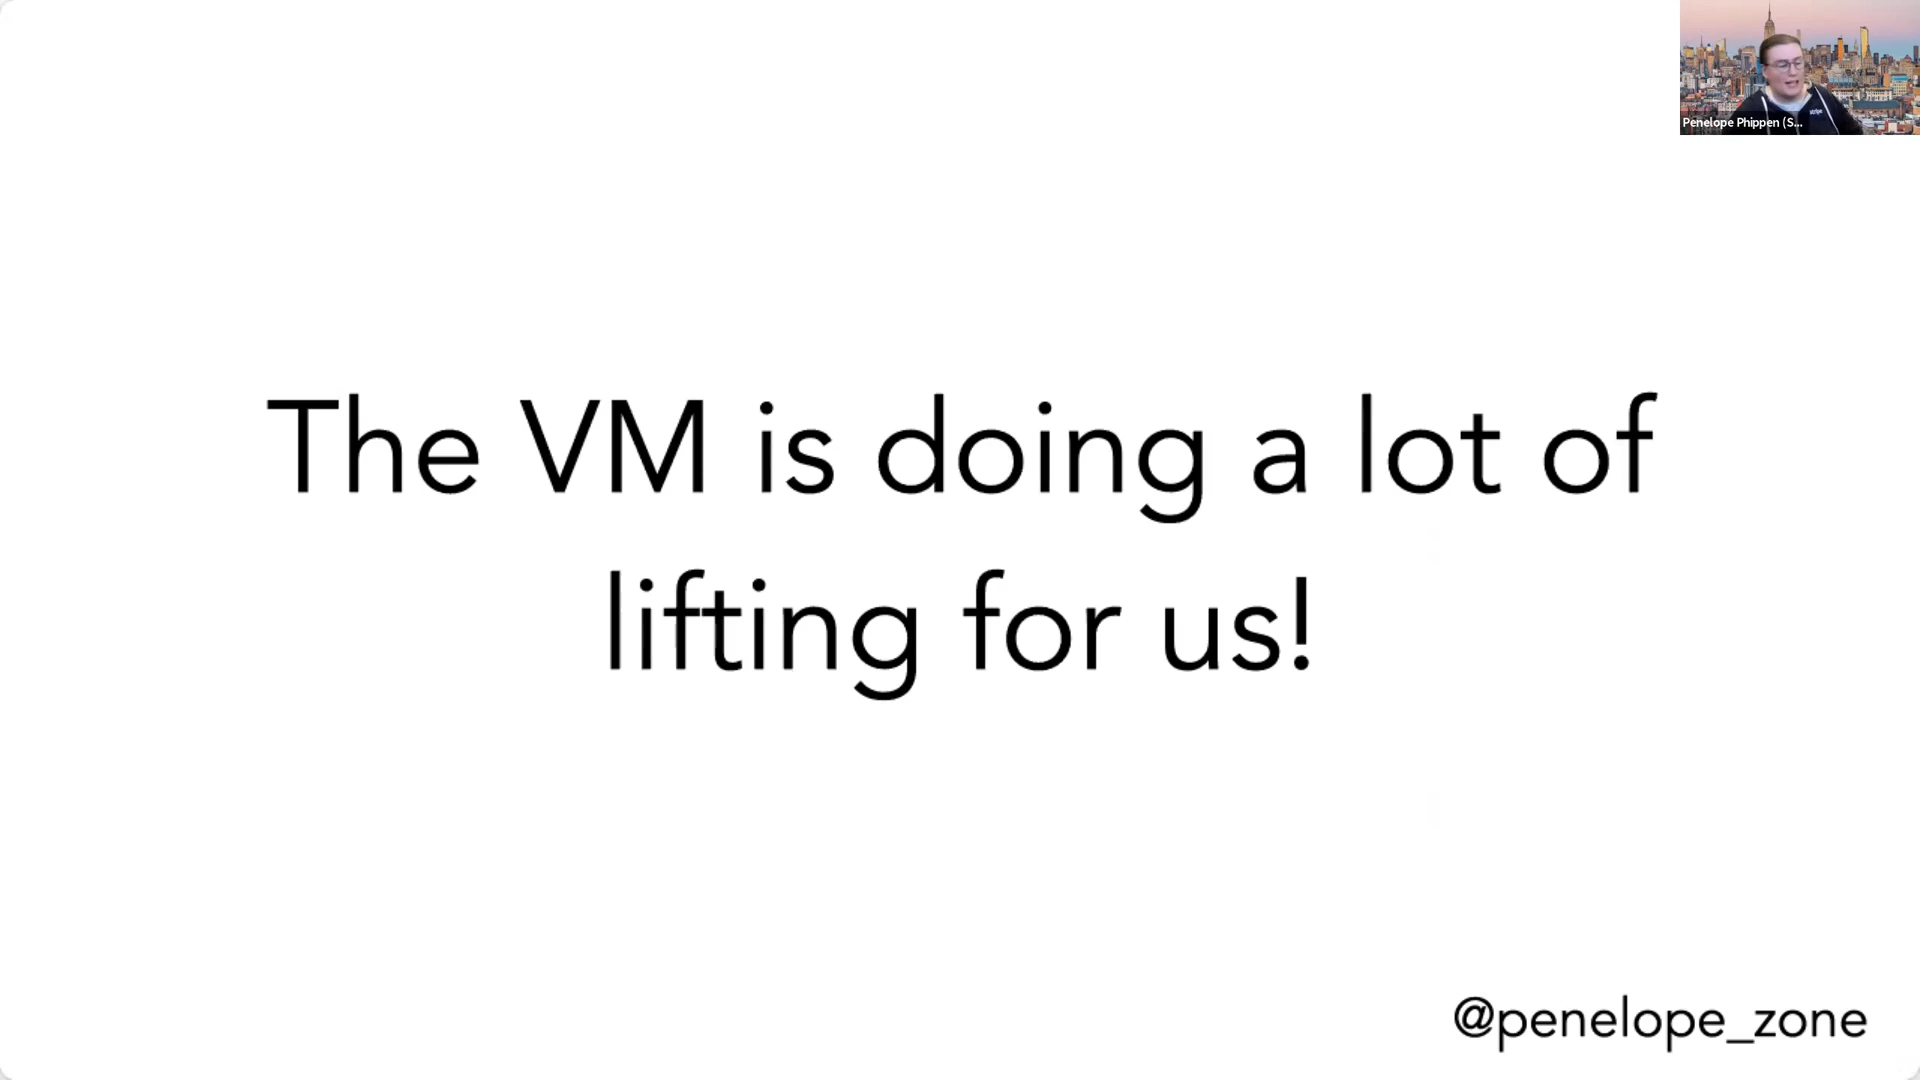 Penelope Phippen (S...
The VM is doing a lot of
lifting for us!
@penelope_zone